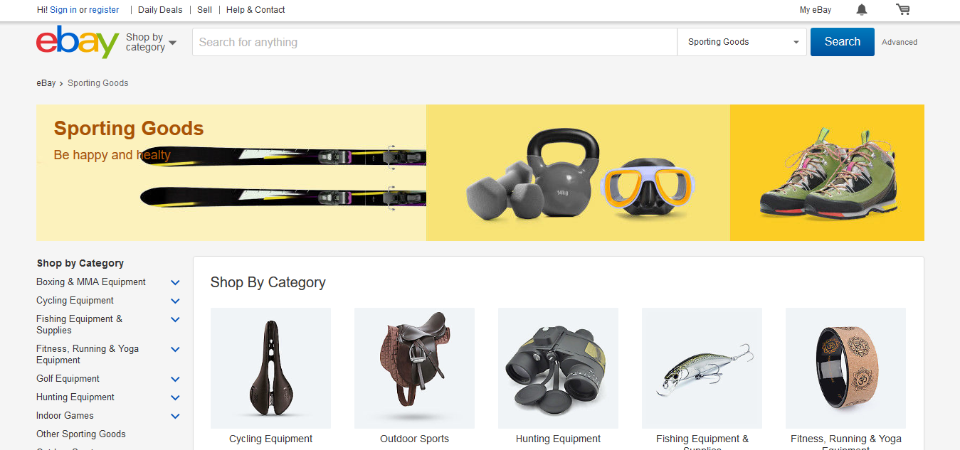 Hi! Sign in or register | Daily Deals | Sell | Help & Contact My eBay
ebay
Shop by
category
Search for anything
Sporting Goods
Search
Advanced
eBay > Sporting Goods
Sporting Goods
Be happy and healty
Shop by Category
Boxing & MMA Equipment
Cycling Equipment
Fishing Equipment &
Supplies
Fitness, Running & Yoga
Equipment
Golf Equipment
Hunting Equipment
Indoor Games
Other Sporting Goods
Shop By Category
Cycling Equipment
Outdoor Sports
Hunting Equipment
Fishing Equipment &
Supplies
Fitness, Running & Yoga
Equipment